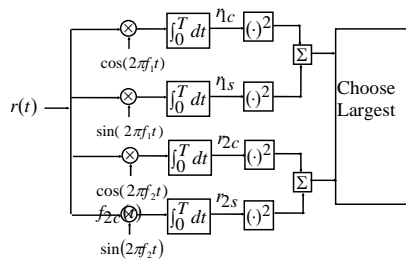 ∫₀ᵀ dt r₁c (·)²
cos(2πf₁t)
Σ
∫₀ᵀ dt r₁s (·)²
Choose
Largest
r(t)
sin( 2πf₁t)
∫₀ᵀ dt r₂c (·)²
cos(2πf₂t)
Σ
∫₀ᵀ dt r₂s (·)²
sin(2πf₂t)